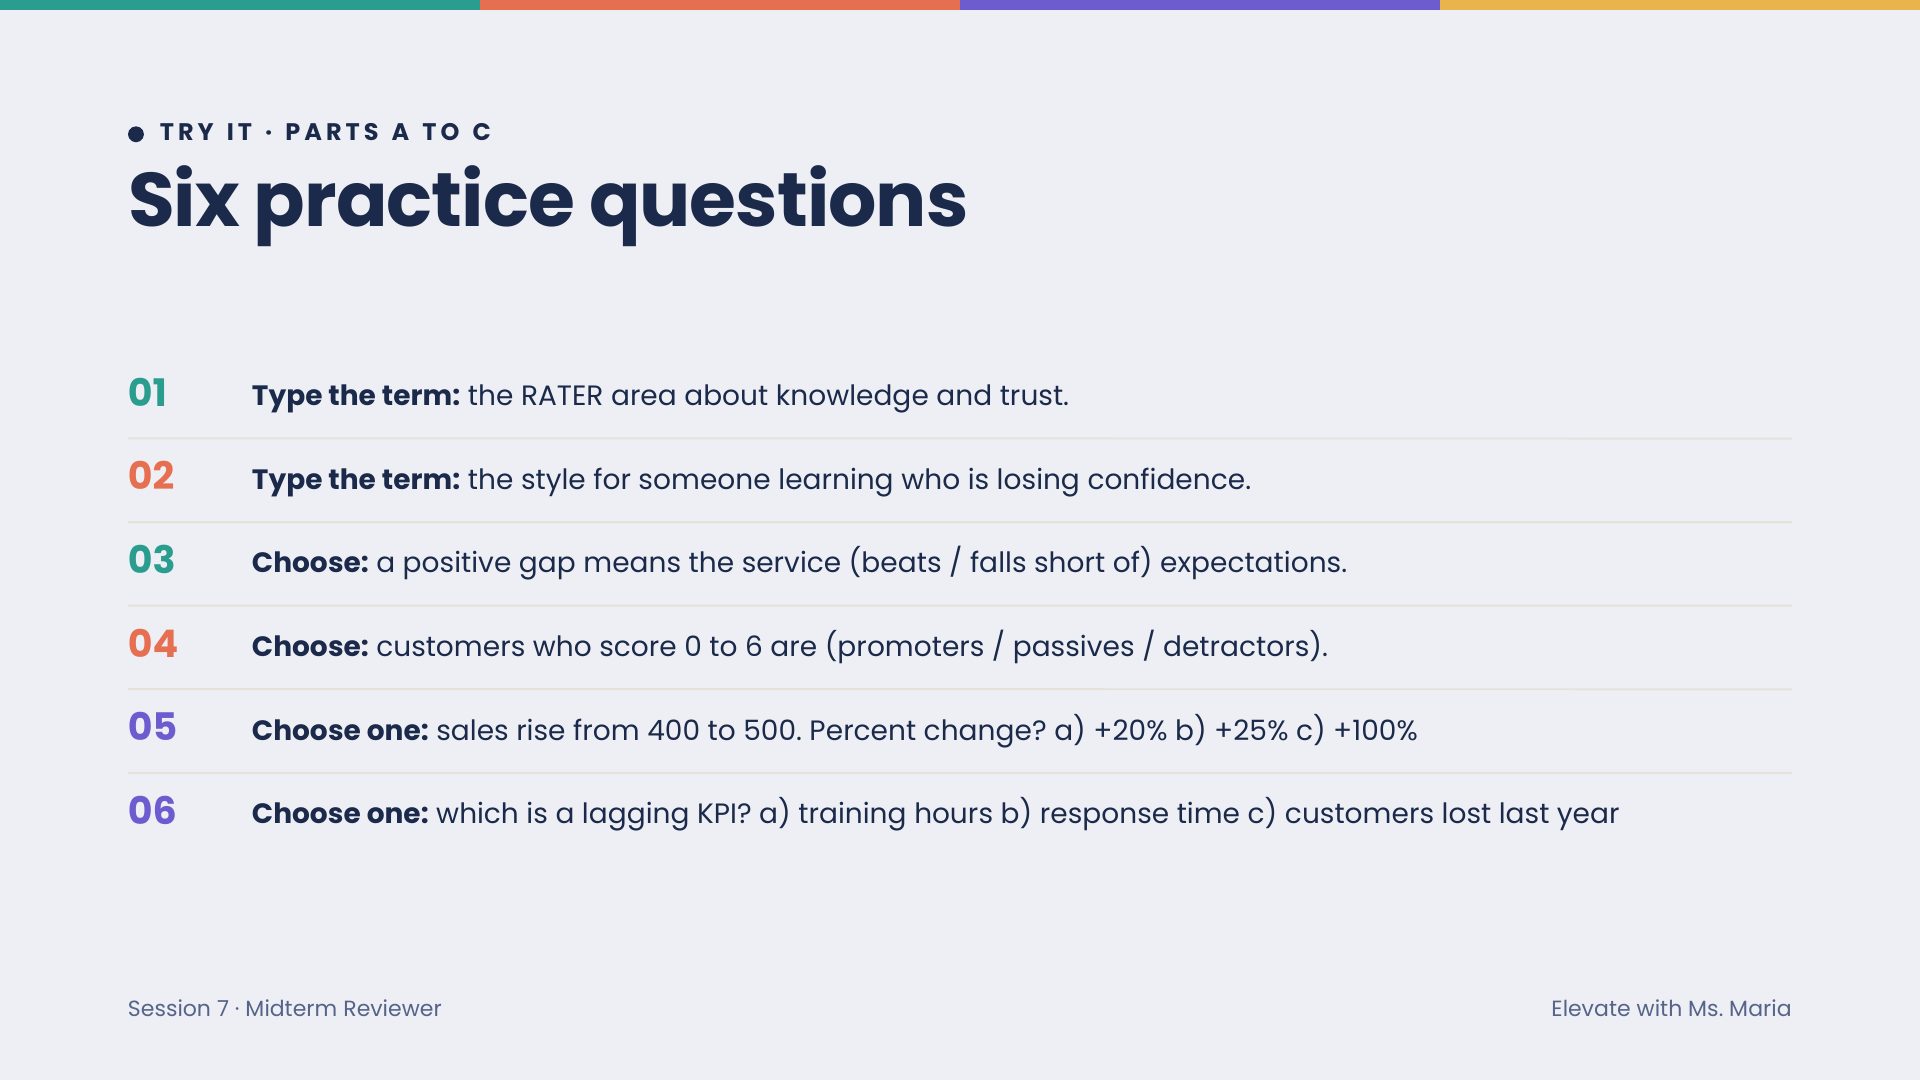 TRY IT · PARTS A TO C
Six practice questions
01 Type the term: the RATER area about knowledge and trust.
02 Type the term: the style for someone learning who is losing confidence.
03 Choose: a positive gap means the service (beats / falls short of) expectations.
04 Choose: customers who score 0 to 6 are (promoters / passives / detractors).
05 Choose one: sales rise from 400 to 500. Percent change? a) +20% b) +25% c) +100%
06 Choose one: which is a lagging KPI? a) training hours b) response time c) customers lost last year
Session 7 · Midterm Reviewer
Elevate with Ms. Maria